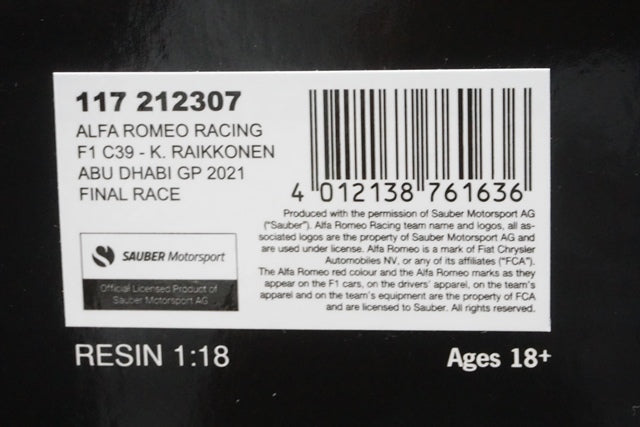 117 212307
ALFA ROMEO RACING
F1 C39 - K. RAIKKONEN
ABU DHABI GP 2021
FINAL RACE
4 012138 761636
Produced with the permission of Sauber Motorsport AG
("Sauber"). Alfa Romeo Racing team name and logos, all as-
sociated logos are the property of Sauber Motorsport AG and
are used under license. Alfa Romeo is a mark of Fiat Chrysler
Automobiles NV, or any of its affiliates ("FCA").
The Alfa Romeo red colour and the Alfa Romeo marks as they
appear on the F1 cars, on the drivers' apparel, on the team's
apparel and on the team's equipment are the property of FCA
and are licensed to Sauber. All rights reserved.
SAUBER Motorsport
Official Licensed Product of
Sauber Motorsport AG
RESIN 1:18
Ages 18+